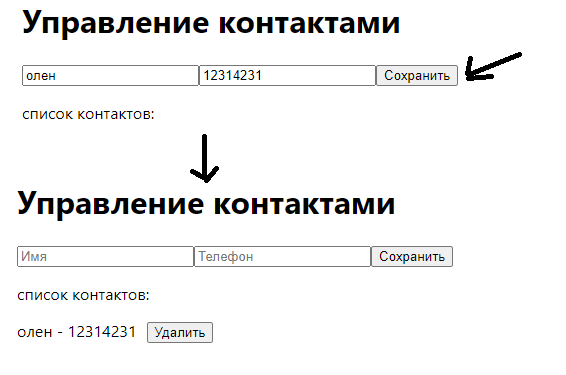 Управление контактами
олен 12314231 Сохранить
список контактов:
Управление контактами
Имя Телефон Сохранить
список контактов:
олен - 12314231 Удалить